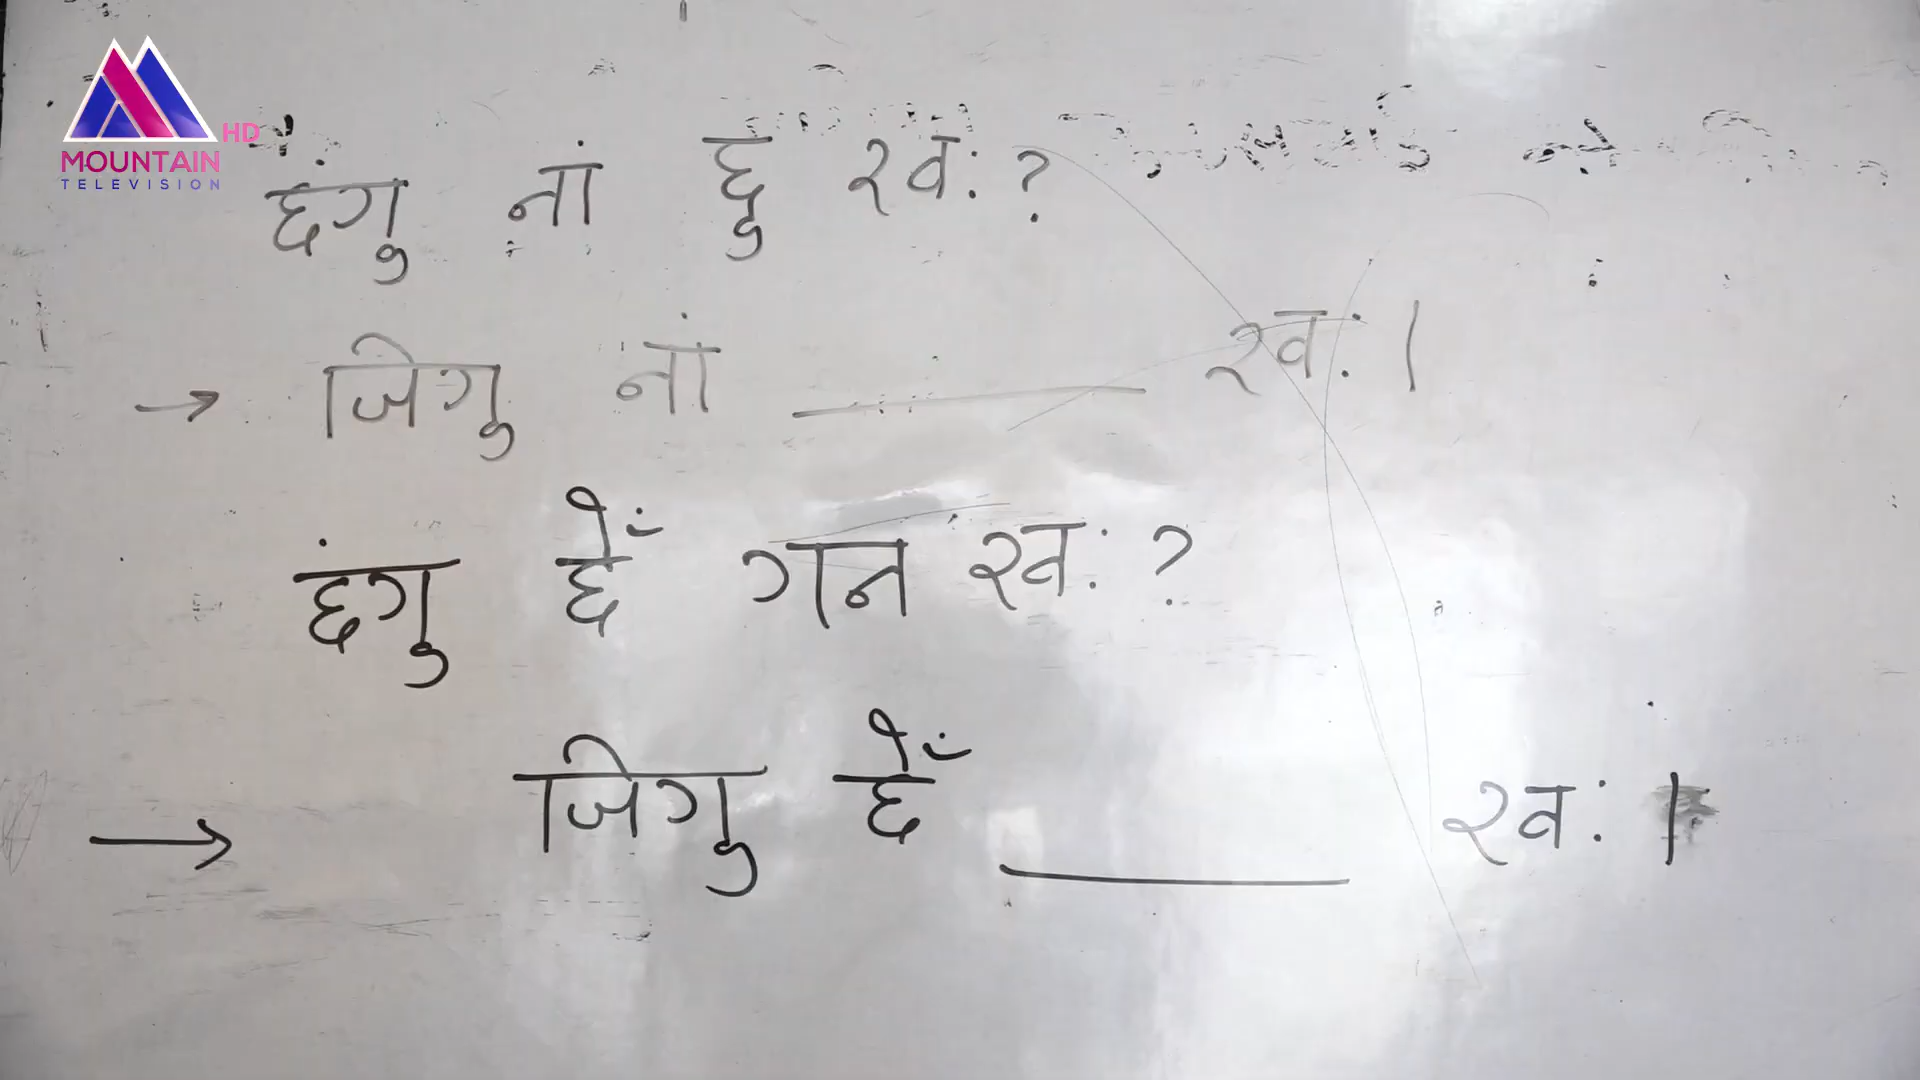 MOUNTAIN HD
TELEVISION
छंगु नां छु खः ?
→ जिगु नां ______ खः ।
छंगु छेँ गन खः ?
→ जिगु छेँ ______ खः ।